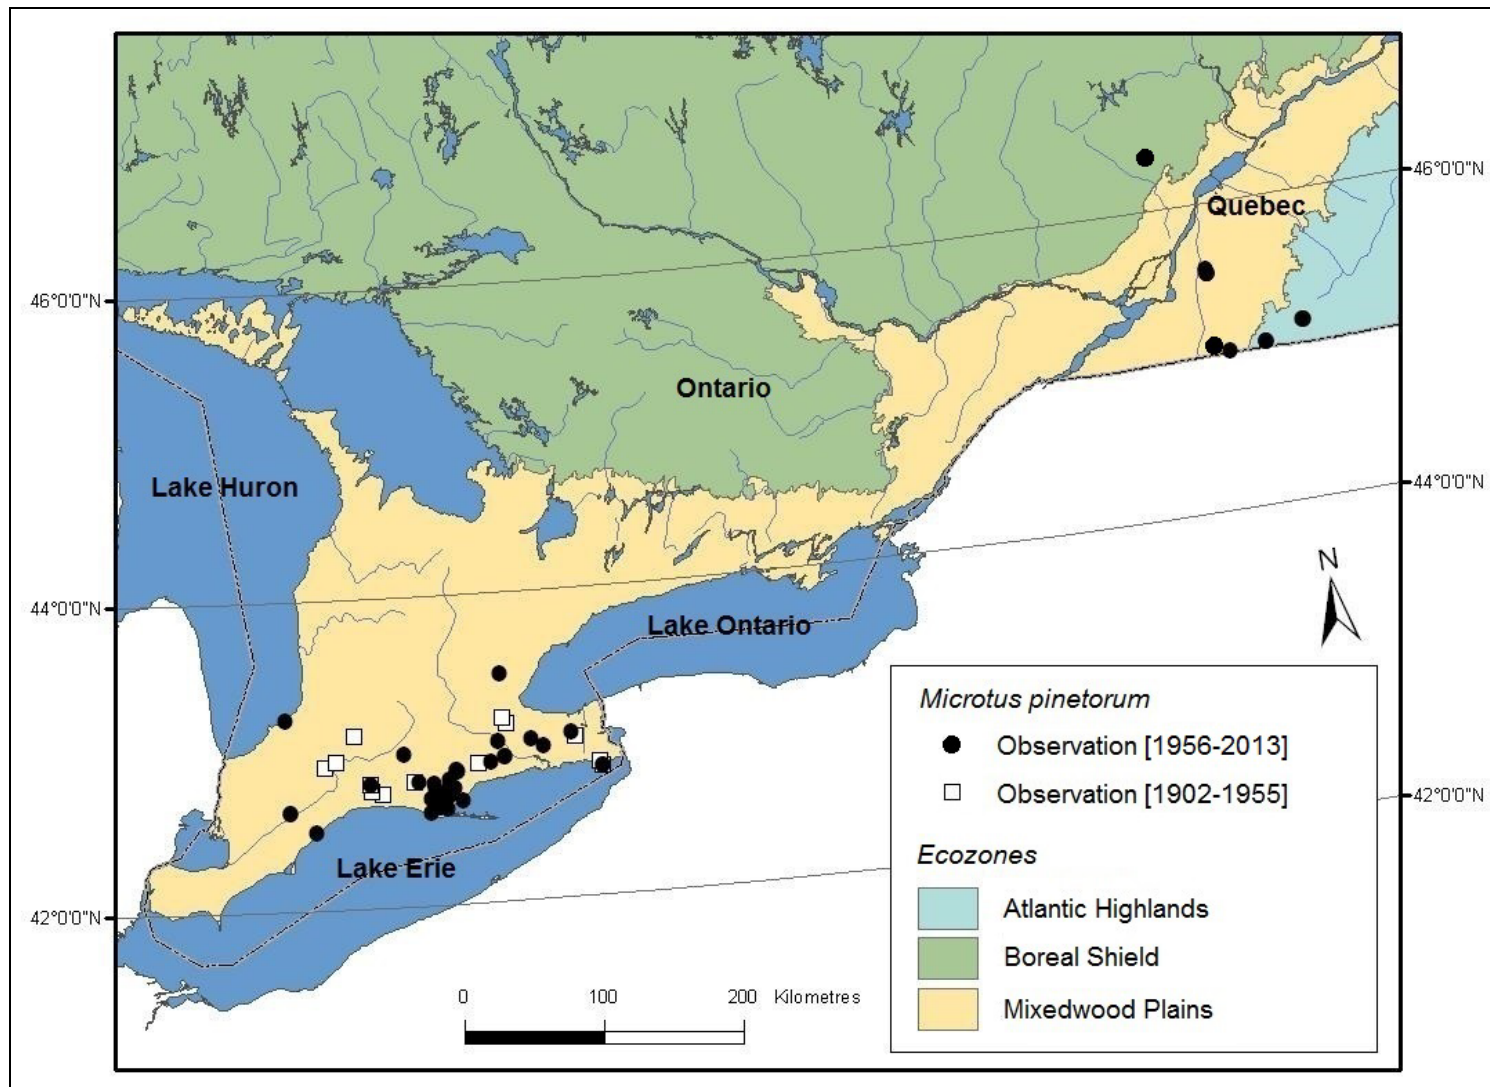 46°0'0"N
Quebec
46°0'0"N
Ontario
44°0'0"N
Lake Huron
N
44°0'0"N
Lake Ontario
42°0'0"N
Lake Erie
42°0'0"N
0 100 200 Kilometres
Microtus pinetorum
Observation [1956-2013]
Observation [1902-1955]
Ecozones
Atlantic Highlands
Boreal Shield
Mixedwood Plains